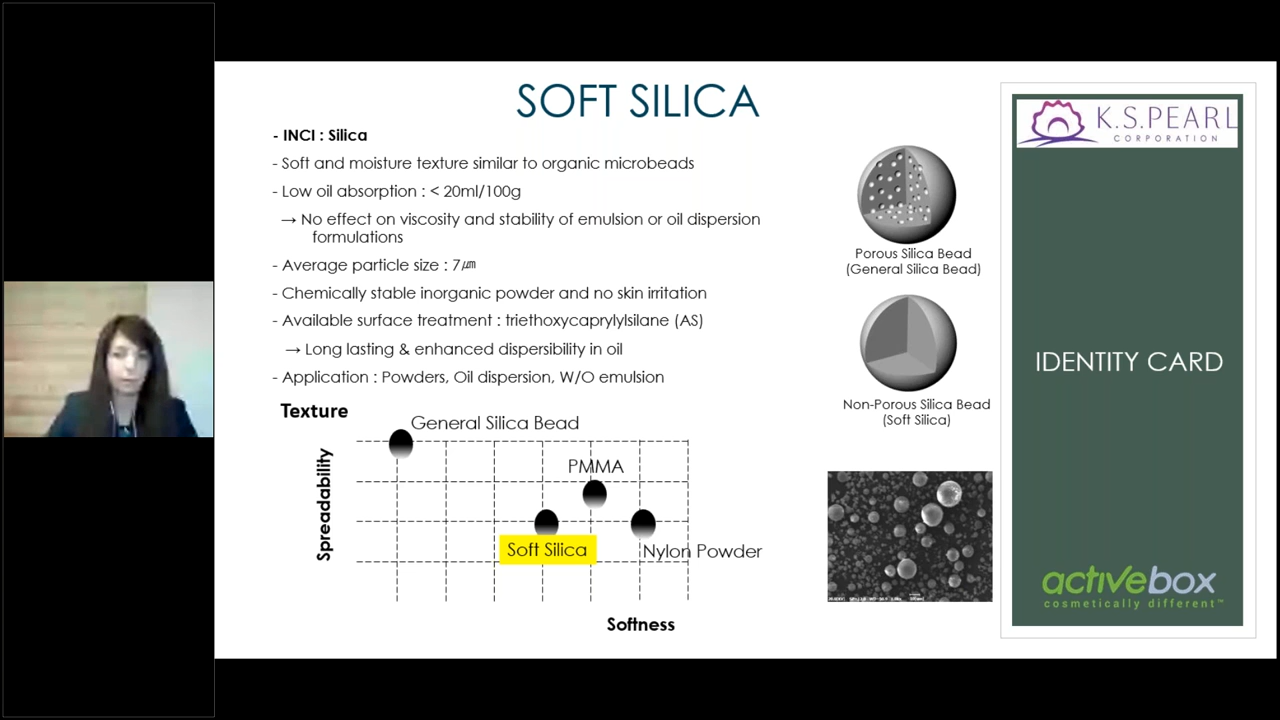 SOFT SILICA
- INCI : Silica
- Soft and moisture texture similar to organic microbeads
- Low oil absorption : < 20ml/100g
→ No effect on viscosity and stability of emulsion or oil dispersion
formulations
- Average particle size : 7㎛
- Chemically stable inorganic powder and no skin irritation
- Available surface treatment : triethoxycaprylylsilane (AS)
→ Long lasting & enhanced dispersibility in oil
- Application : Powders, Oil dispersion, W/O emulsion
Texture
General Silica Bead
PMMA
Spreadability
Soft Silica
Nylon Powder
Softness
Porous Silica Bead
(General Silica Bead)
Non-Porous Silica Bead
(Soft Silica)
K.S.PEARL
CORPORATION
IDENTITY CARD
activebox
cosmetically different™